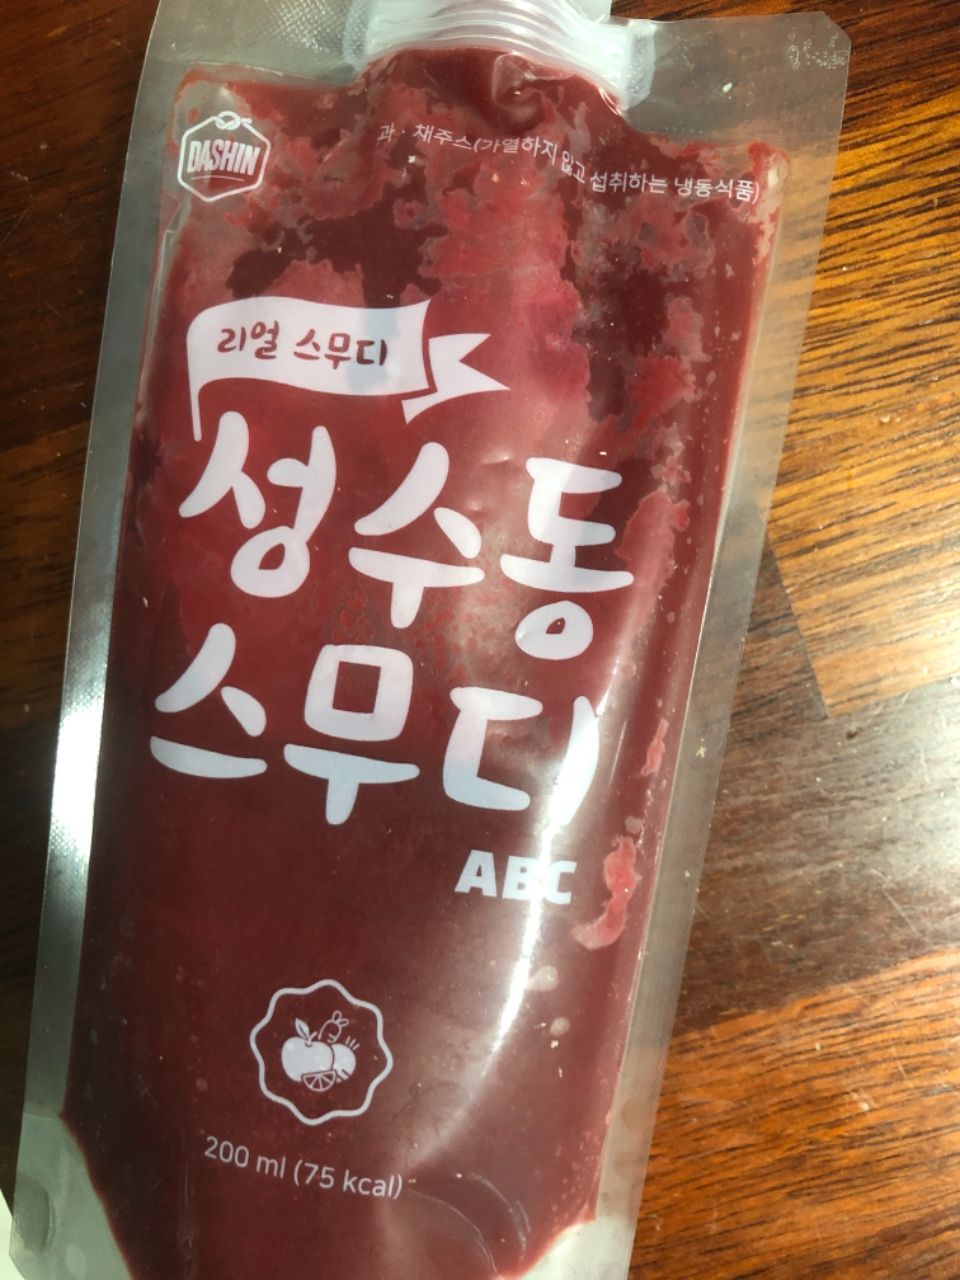 DASHIN
과·채주스(가열하지 않고 섭취하는 냉동식품)
리얼 스무디
성수동
스무디
ABC
200 ml (75 kcal)